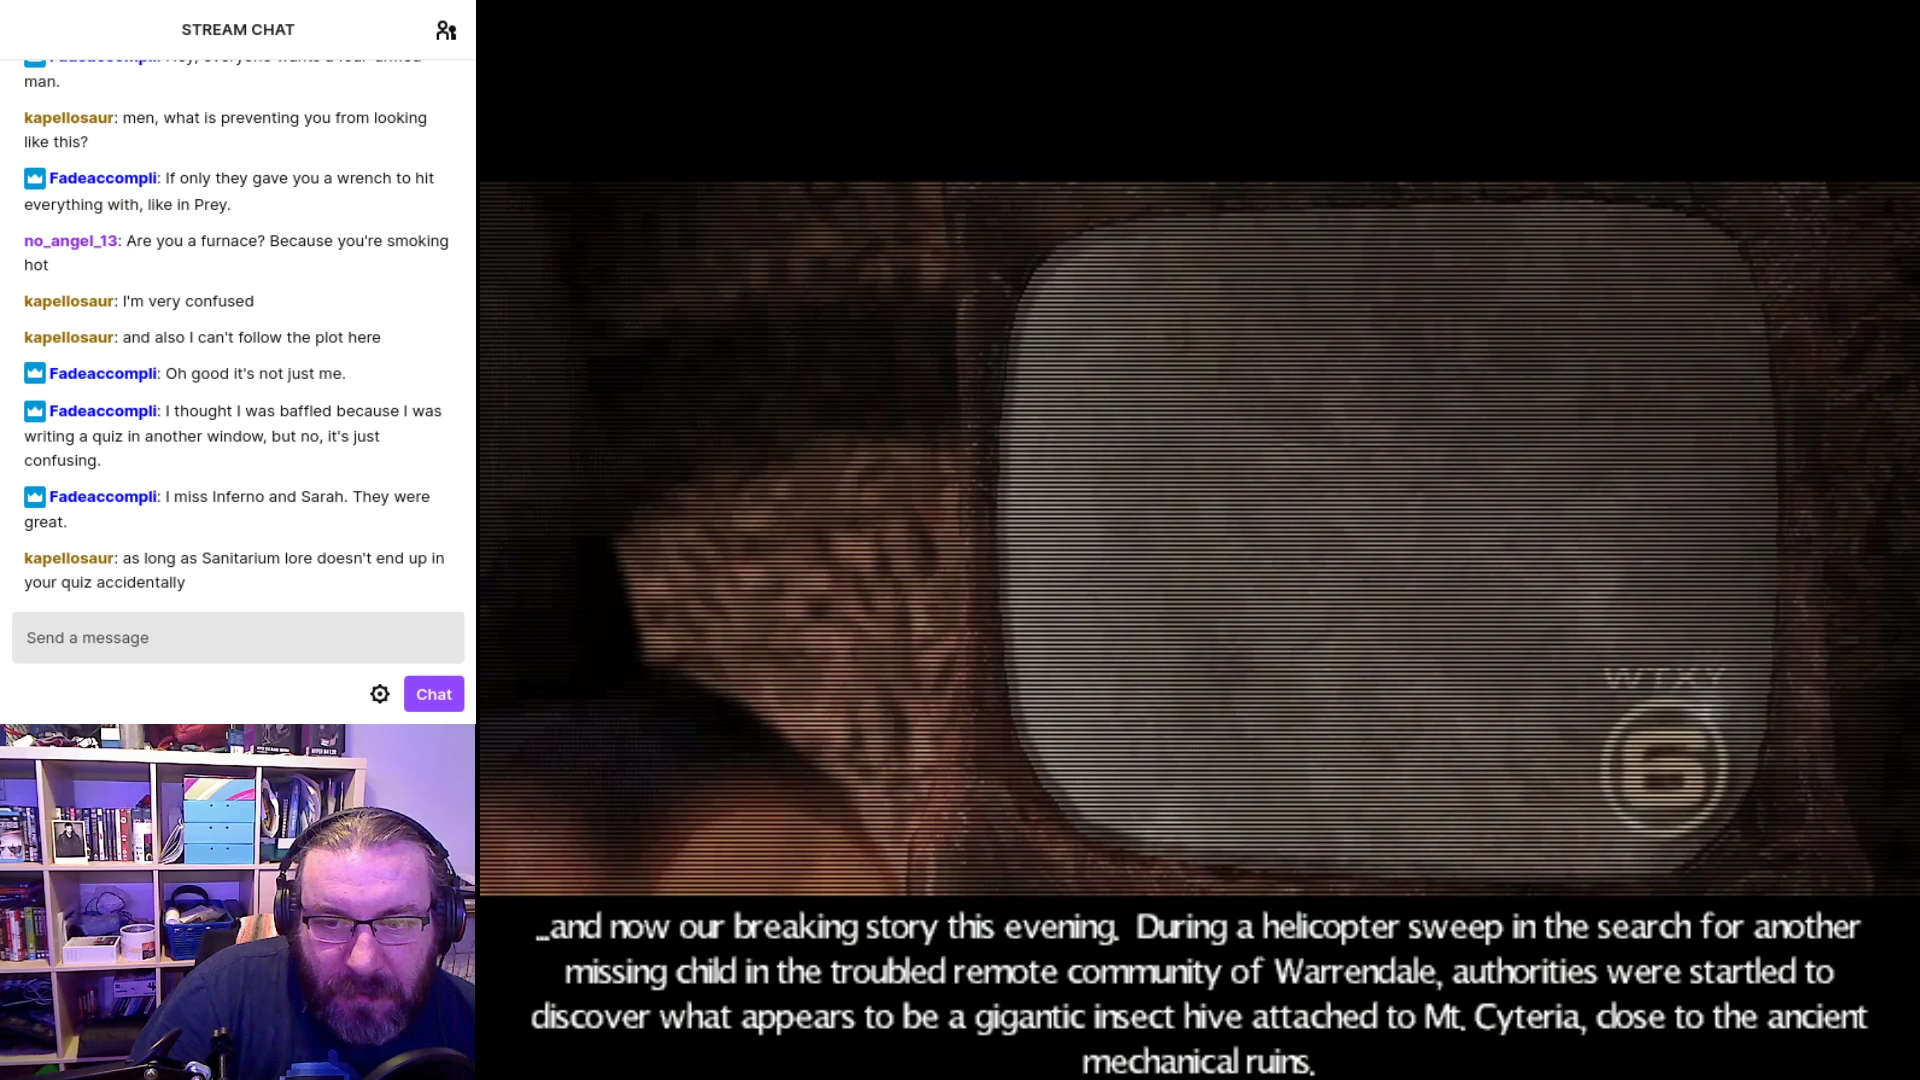 STREAM CHAT
man.
kapellosaur: men, what is preventing you from looking
like this?
Fadeaccompli: If only they gave you a wrench to hit
everything with, like in Prey.
no_angel_13: Are you a furnace? Because you're smoking
hot
kapellosaur: I'm very confused
kapellosaur: and also I can't follow the plot here
Fadeaccompli: Oh good it's not just me.
Fadeaccompli: I thought I was baffled because I was
writing a quiz in another window, but no, it's just
confusing.
Fadeaccompli: I miss Inferno and Sarah. They were
great.
kapellosaur: as long as Sanitarium lore doesn't end up in
your quiz accidentally
Send a message
Chat
WTXY
6
...and now our breaking story this evening. During a helicopter sweep in the search for another
missing child in the troubled remote community of Warrendale, authorities were startled to
discover what appears to be a gigantic insect hive attached to Mt. Cyteria, close to the ancient
mechanical ruins.